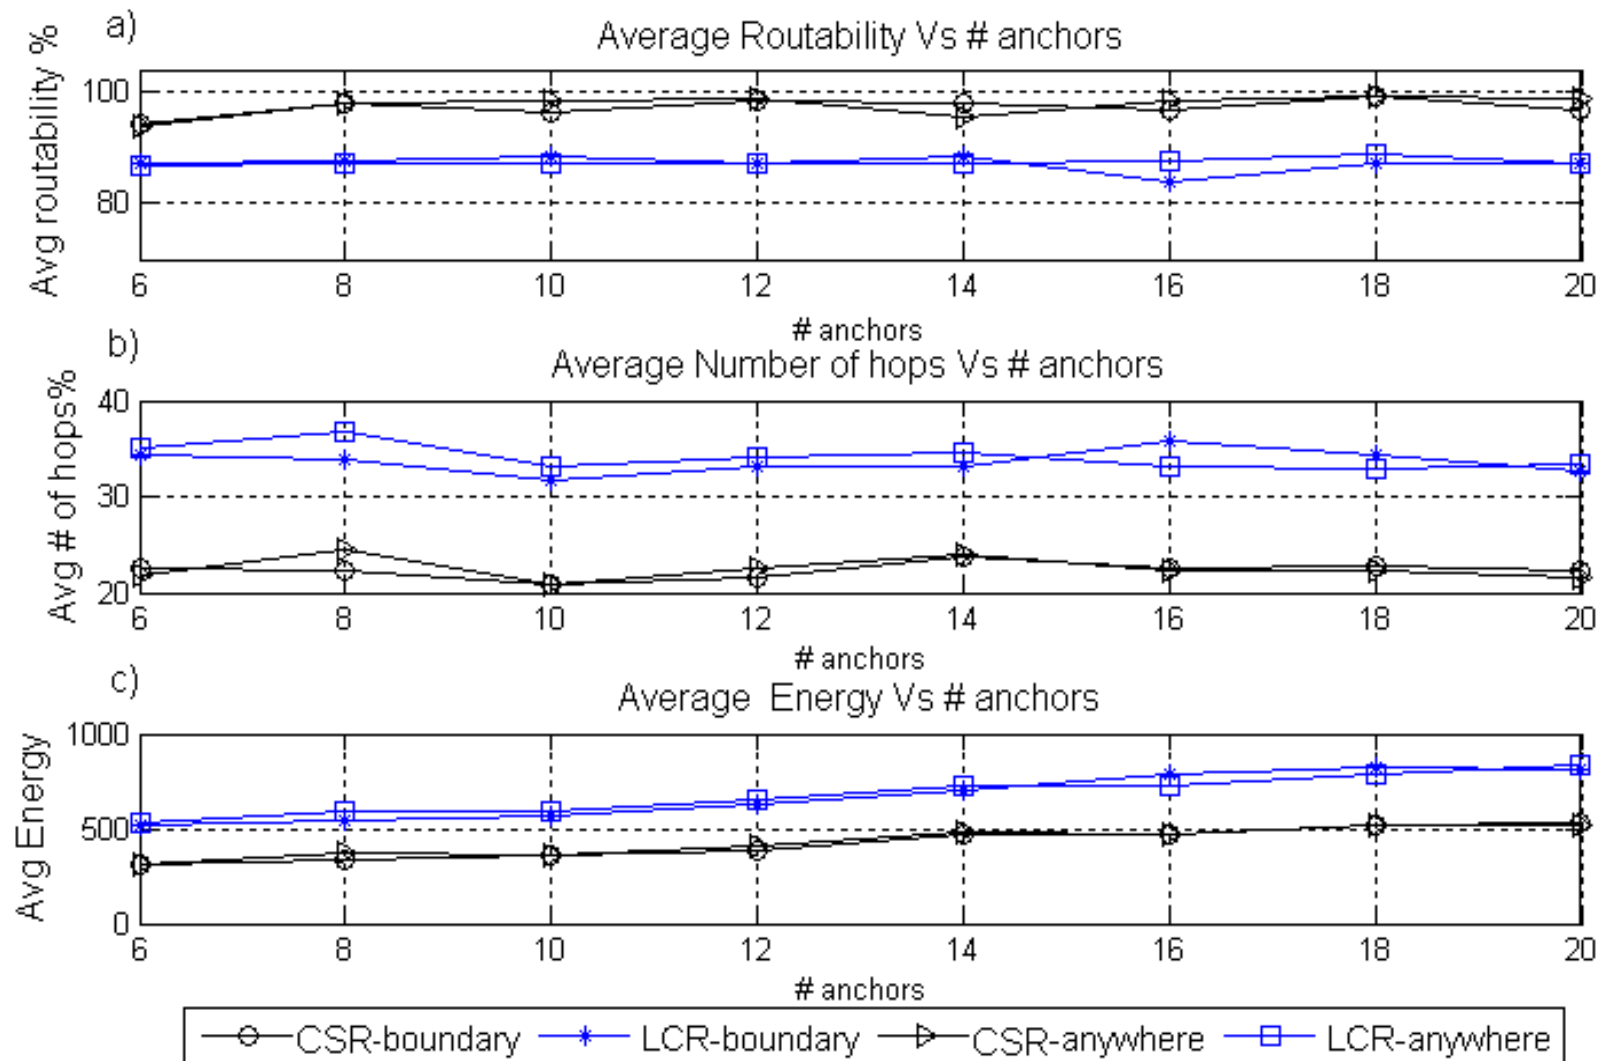 a)
Average Routability Vs # anchors
Avg routability %
100
80
6 8 10 12 14 16 18 20
# anchors
b)
Average Number of hops Vs # anchors
Avg # of hops%
40
30
20
6 8 10 12 14 16 18 20
# anchors
c)
Average Energy Vs # anchors
Avg Energy
1000
500
0
6 8 10 12 14 16 18 20
# anchors
CSR-boundary LCR-boundary CSR-anywhere LCR-anywhere